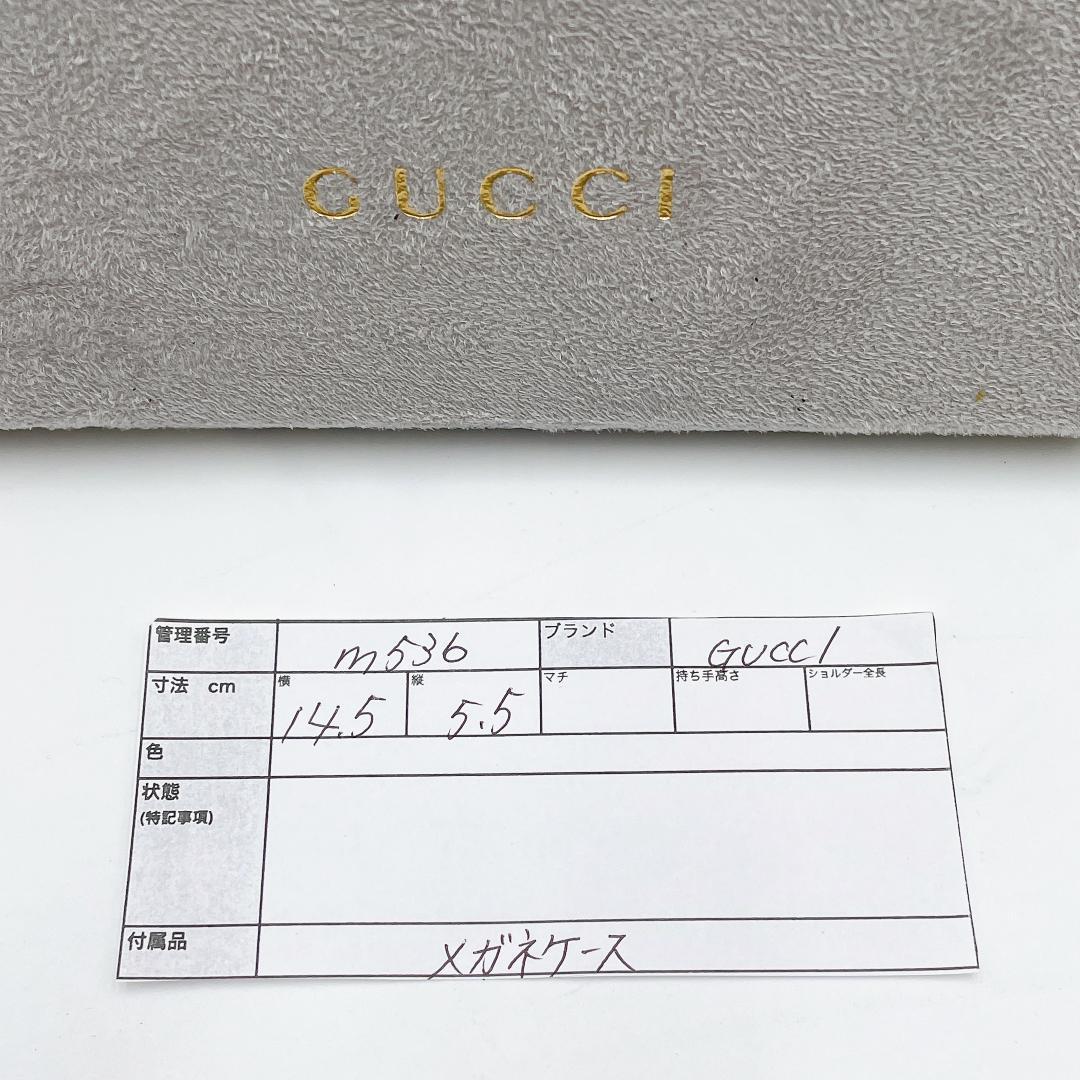 GUCCI
管理番号 m536 ブランド GUCCI
寸法 cm 横 14.5 縦 5.5 マチ 持ち手高さ ショルダー全長
色
状態
(特記事項)
付属品 メガネケース